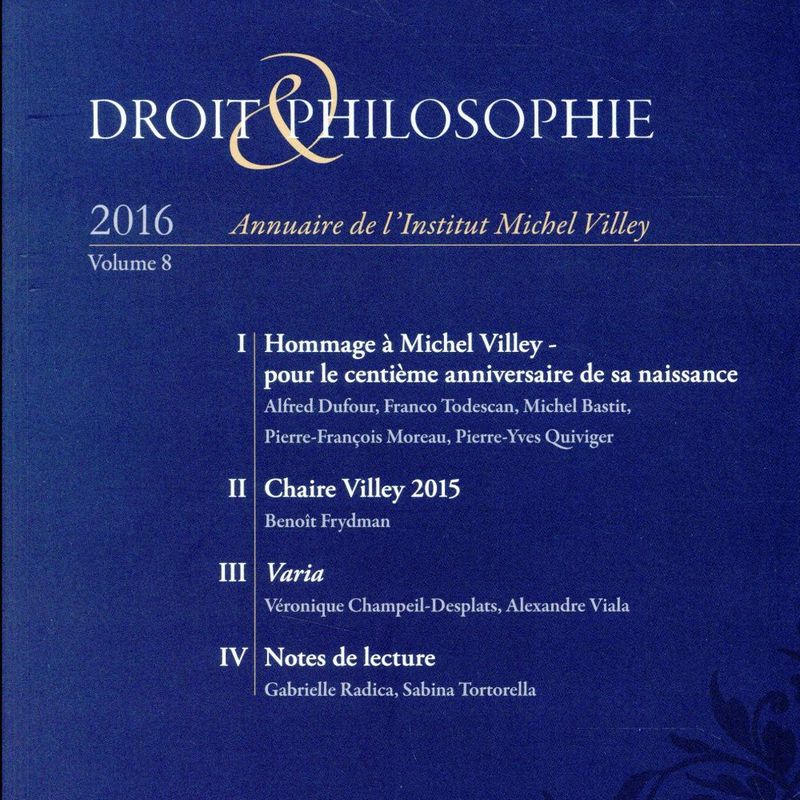 DROIT & PHILOSOPHIE
2016
Annuaire de l'Institut Michel Villey
Volume 8
I Hommage à Michel Villey -
pour le centième anniversaire de sa naissance
Alfred Dufour, Franco Todescan, Michel Bastit,
Pierre-François Moreau, Pierre-Yves Quiviger
II Chaire Villey 2015
Benoît Frydman
III Varia
Véronique Champeil-Desplats, Alexandre Viala
IV Notes de lecture
Gabrielle Radica, Sabina Tortorella